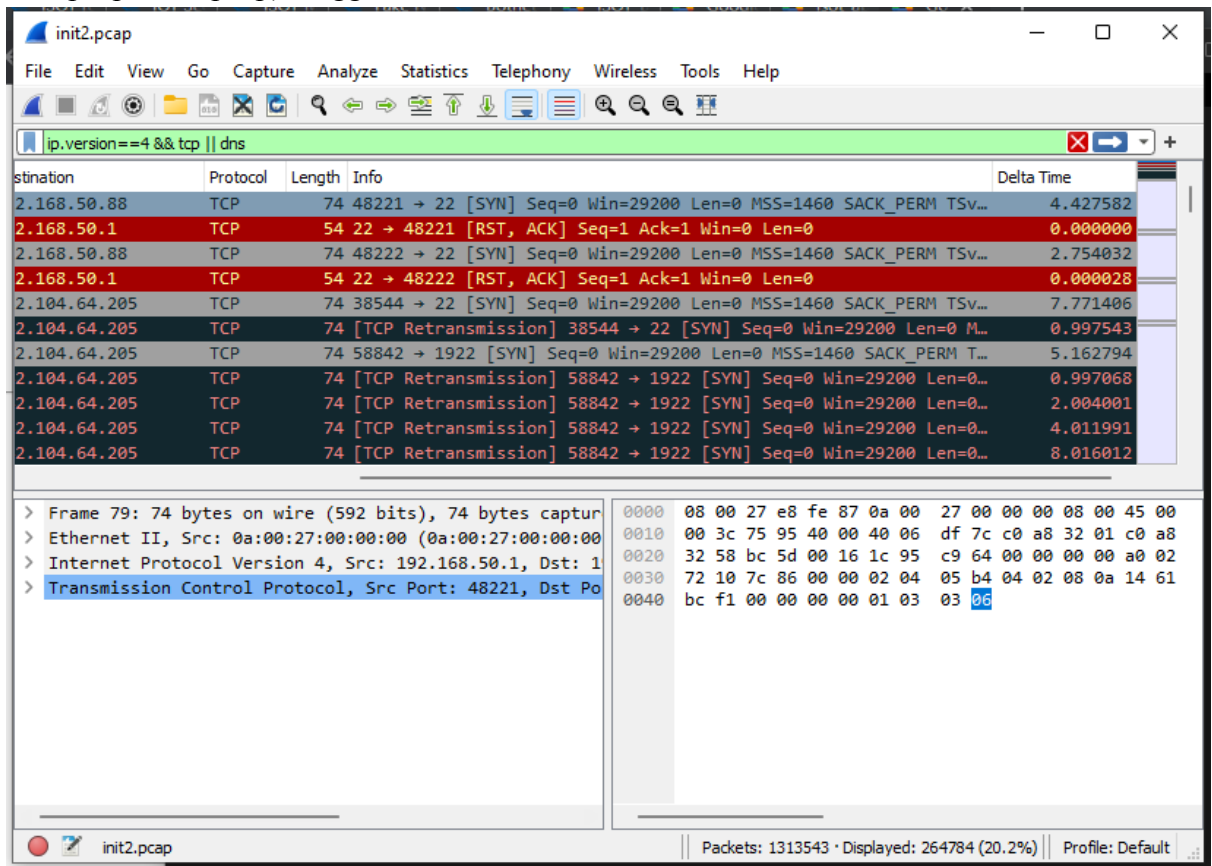 init2.pcap
File Edit View Go Capture Analyze Statistics Telephony Wireless Tools Help
ip.version==4 && tcp || dns
stination Protocol Length Info Delta Time
2.168.50.88 TCP 74 48221 → 22 [SYN] Seq=0 Win=29200 Len=0 MSS=1460 SACK_PERM TSv… 4.427582
2.168.50.1 TCP 54 22 → 48221 [RST, ACK] Seq=1 Ack=1 Win=0 Len=0 0.000000
2.168.50.88 TCP 74 48222 → 22 [SYN] Seq=0 Win=29200 Len=0 MSS=1460 SACK_PERM TSv… 2.754032
2.168.50.1 TCP 54 22 → 48222 [RST, ACK] Seq=1 Ack=1 Win=0 Len=0 0.000028
2.104.64.205 TCP 74 38544 → 22 [SYN] Seq=0 Win=29200 Len=0 MSS=1460 SACK_PERM TSv… 7.771406
2.104.64.205 TCP 74 [TCP Retransmission] 38544 → 22 [SYN] Seq=0 Win=29200 Len=0 M… 0.997543
2.104.64.205 TCP 74 58842 → 1922 [SYN] Seq=0 Win=29200 Len=0 MSS=1460 SACK_PERM T… 5.162794
2.104.64.205 TCP 74 [TCP Retransmission] 58842 → 1922 [SYN] Seq=0 Win=29200 Len=0… 0.997068
2.104.64.205 TCP 74 [TCP Retransmission] 58842 → 1922 [SYN] Seq=0 Win=29200 Len=0… 2.004001
2.104.64.205 TCP 74 [TCP Retransmission] 58842 → 1922 [SYN] Seq=0 Win=29200 Len=0… 4.011991
2.104.64.205 TCP 74 [TCP Retransmission] 58842 → 1922 [SYN] Seq=0 Win=29200 Len=0… 8.016012
> Frame 79: 74 bytes on wire (592 bits), 74 bytes captur
> Ethernet II, Src: 0a:00:27:00:00:00 (0a:00:27:00:00:00
> Internet Protocol Version 4, Src: 192.168.50.1, Dst: 1
> Transmission Control Protocol, Src Port: 48221, Dst Po
0000 08 00 27 e8 fe 87 0a 00 27 00 00 00 08 00 45 00
0010 00 3c 75 95 40 00 40 06 df 7c c0 a8 32 01 c0 a8
0020 32 58 bc 5d 00 16 1c 95 c9 64 00 00 00 00 a0 02
0030 72 10 7c 86 00 00 02 04 05 b4 04 02 08 0a 14 61
0040 bc f1 00 00 00 00 01 03 03 06
init2.pcap
Packets: 1313543 · Displayed: 264784 (20.2%)
Profile: Default